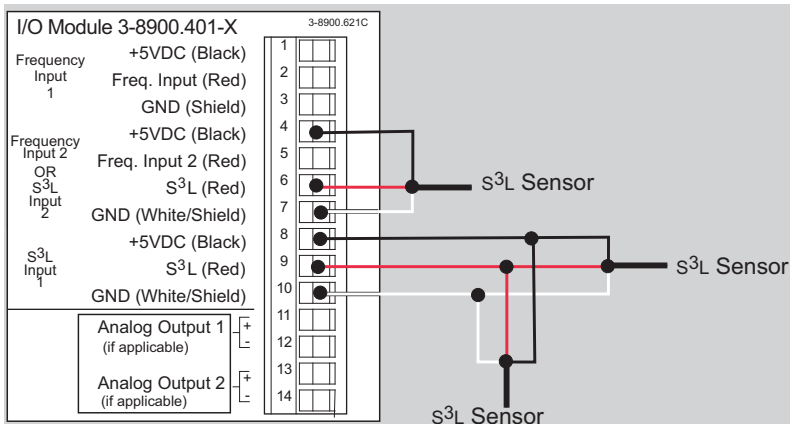 I/O Module 3-8900.401-X
3-8900.621C
Frequency
Input
1
+5VDC (Black)
1
Freq. Input (Red)
2
GND (Shield)
3
Frequency
Input 2
OR
S³L
Input
2
+5VDC (Black)
4
Freq. Input 2 (Red)
5
S³L (Red)
6
GND (White/Shield)
7
S³L Sensor
S³L
Input
1
+5VDC (Black)
8
S³L (Red)
9
GND (White/Shield)
10
S³L Sensor
S³L Sensor
Analog Output 1
(if applicable)
+
-
11
12
Analog Output 2
(if applicable)
+
-
13
14